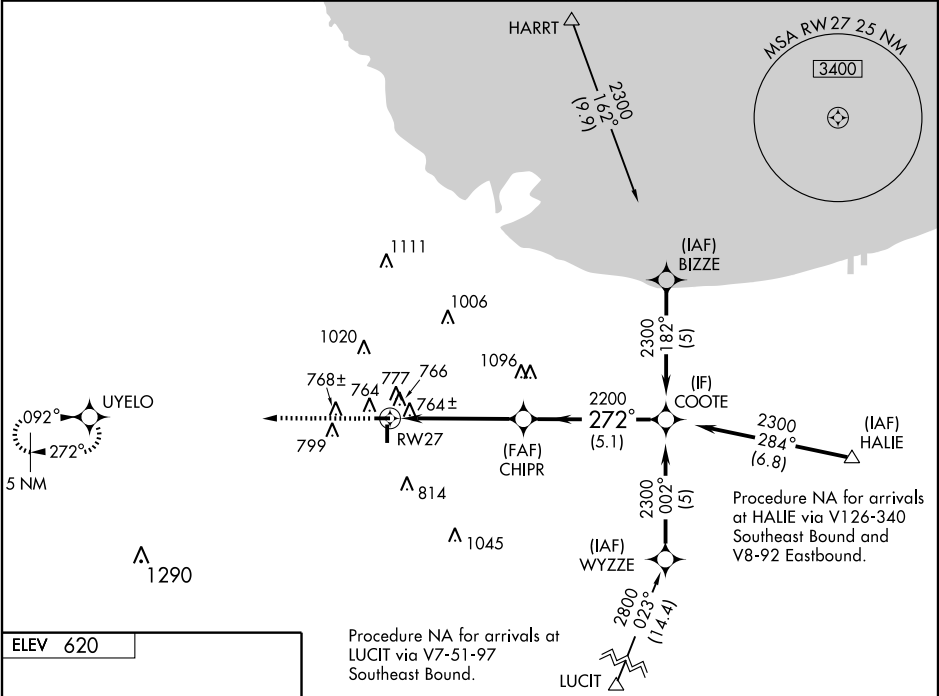 HARRT
2300
162°
(9.9)
MSA RW27 25 NM
3400
(IAF)
BIZZE
1111
1006
1020
1096
2300
182°
(5)
777
766
768±
764
764±
UYELO
092°
272°
5 NM
799
RW27
2200
272°
(5.1)
(IF)
COOTE
(FAF)
CHIPR
2300
284°
(6.8)
(IAF)
HALIE
814
1045
2300
002°
(5)
Procedure NA for arrivals
at HALIE via V126-340
Southeast Bound and
V8-92 Eastbound.
(IAF)
WYZZE
1290
2800
023°
(14.4)
ELEV 620
Procedure NA for arrivals at
LUCIT via V7-51-97
Southeast Bound.
LUCIT